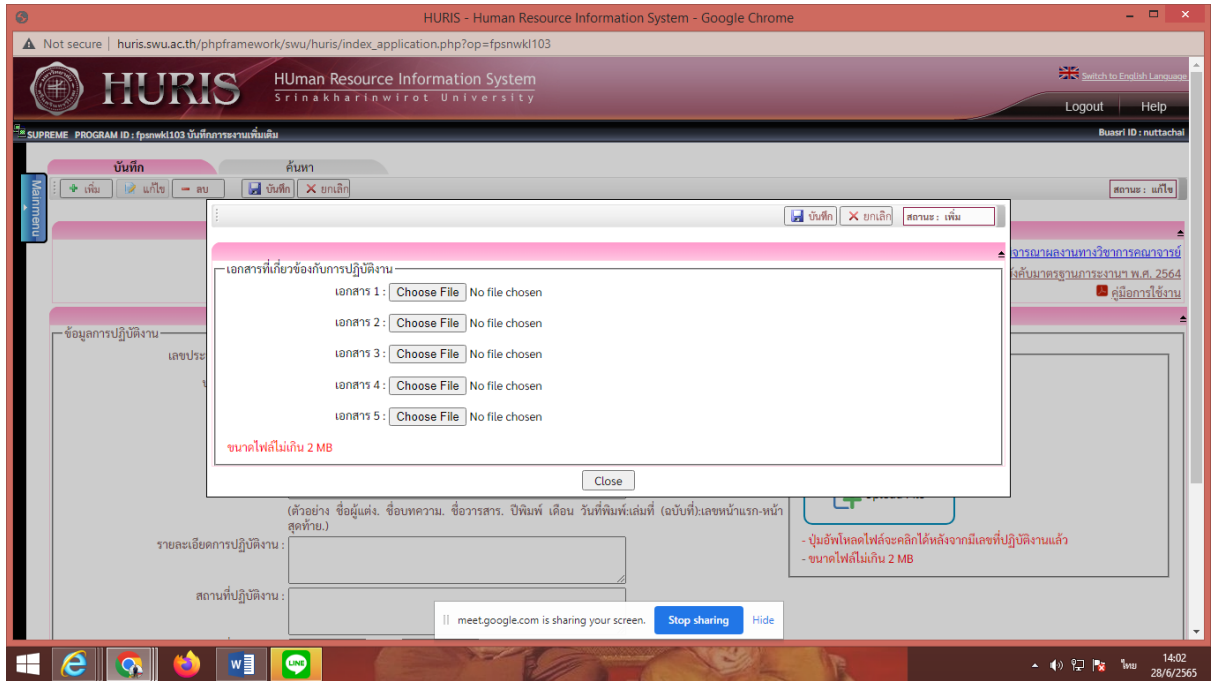 HURIS - Human Resource Information System - Google Chrome
Not secure | huris.swu.ac.th/phpframework/swu/huris/index_application.php?op=fpsnwkl103
HURIS
HUman Resource Information System
Srinakharinwirot University
Switch to English Language
Logout Help
SUPREME PROGRAM ID : fpsnwkl103 บันทึกภาระงานเพิ่มเติม
Buasri ID : nuttachal
บันทึก ค้นหา
เพิ่ม แก้ไข ลบ บันทึก ยกเลิก
สถานะ : แก้ไข
Mainmenu
บันทึก ยกเลิก สถานะ : เพิ่ม
จารณาผลงานทางวิชาการคณาจารย์
งคับมาตรฐานภาระงานฯ พ.ศ. 2564
คู่มือการใช้งาน
เอกสารที่เกี่ยวข้องกับการปฏิบัติงาน
เอกสาร 1 : Choose File No file chosen
เอกสาร 2 : Choose File No file chosen
เอกสาร 3 : Choose File No file chosen
เอกสาร 4 : Choose File No file chosen
เอกสาร 5 : Choose File No file chosen
ขนาดไฟล์ไม่เกิน 2 MB
Close
ข้อมูลการปฏิบัติงาน
เลขประ
(ตัวอย่าง ชื่อผู้แต่ง. ชื่อบทความ. ชื่อวารสาร. ปีพิมพ์ เดือน วันที่พิมพ์:เล่มที่ (ฉบับที่):เลขหน้าแรก-หน้า
สุดท้าย.)
รายละเอียดการปฏิบัติงาน :
สถานที่ปฏิบัติงาน :
- ปุ่มอัพโหลดไฟล์จะคลิกได้หลังจากมีเลขที่ปฏิบัติงานแล้ว
- ขนาดไฟล์ไม่เกิน 2 MB
meet.google.com is sharing your screen. Stop sharing Hide
LINE
ไทย
14:02
28/6/2565